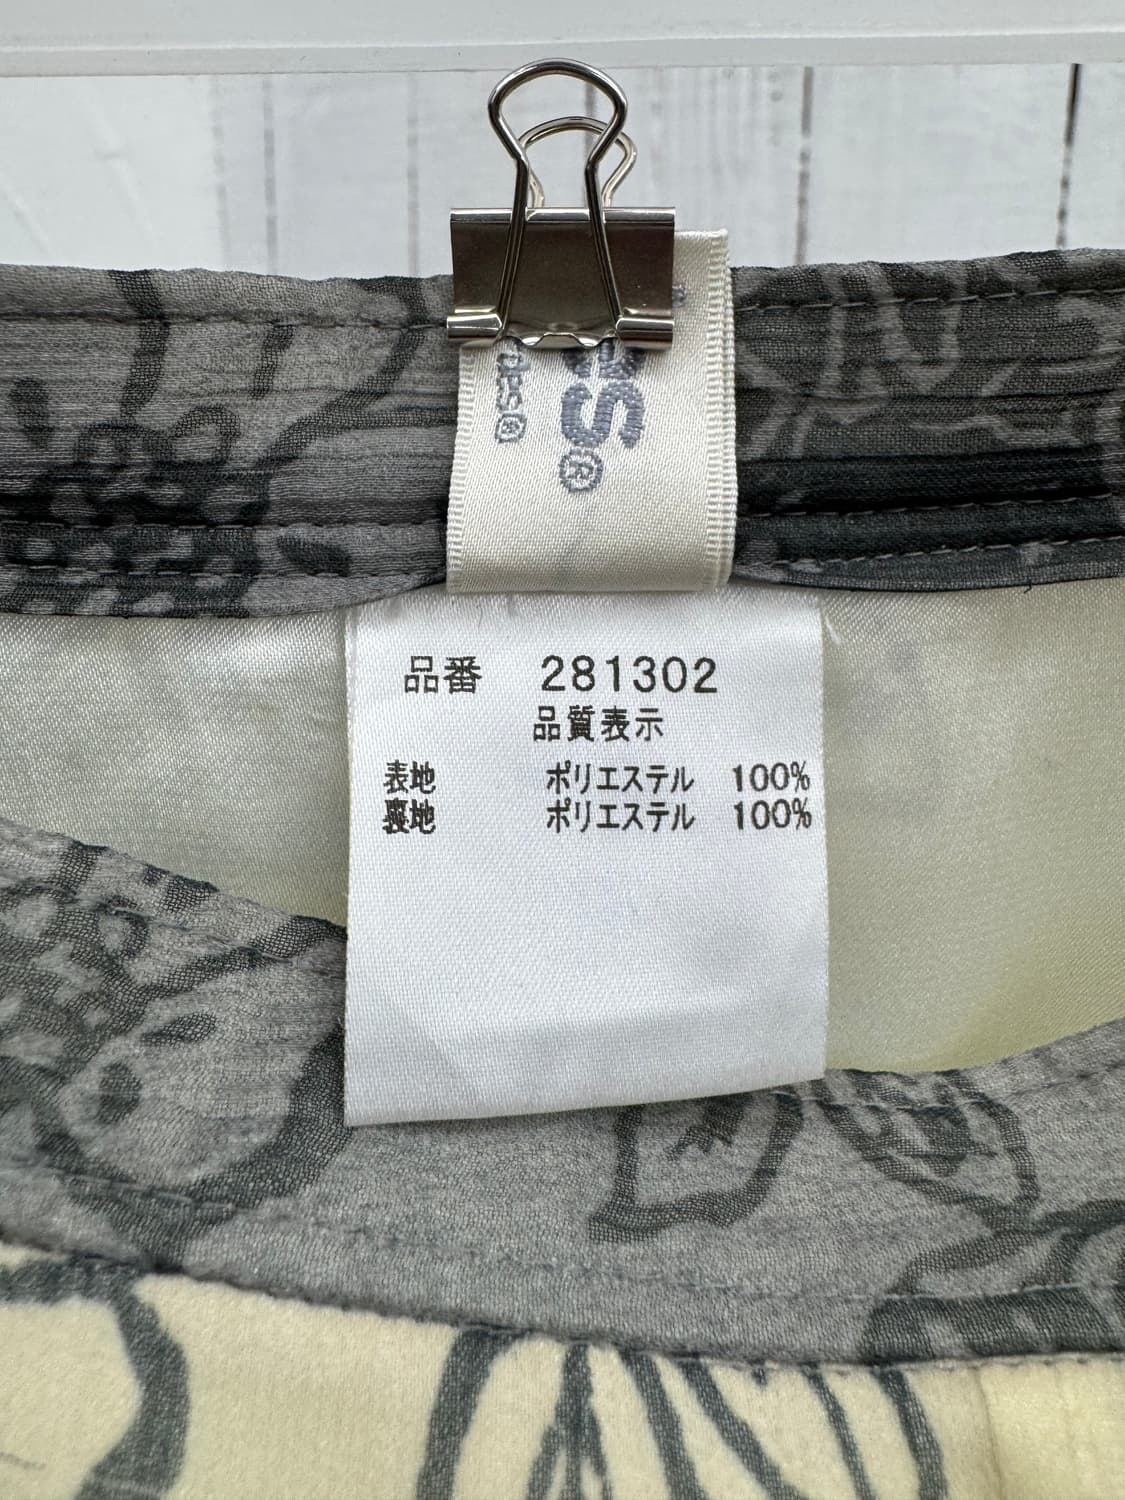 品番 281302
品質表示
表地 ポリエステル 100%
裏地 ポリエステル 100%